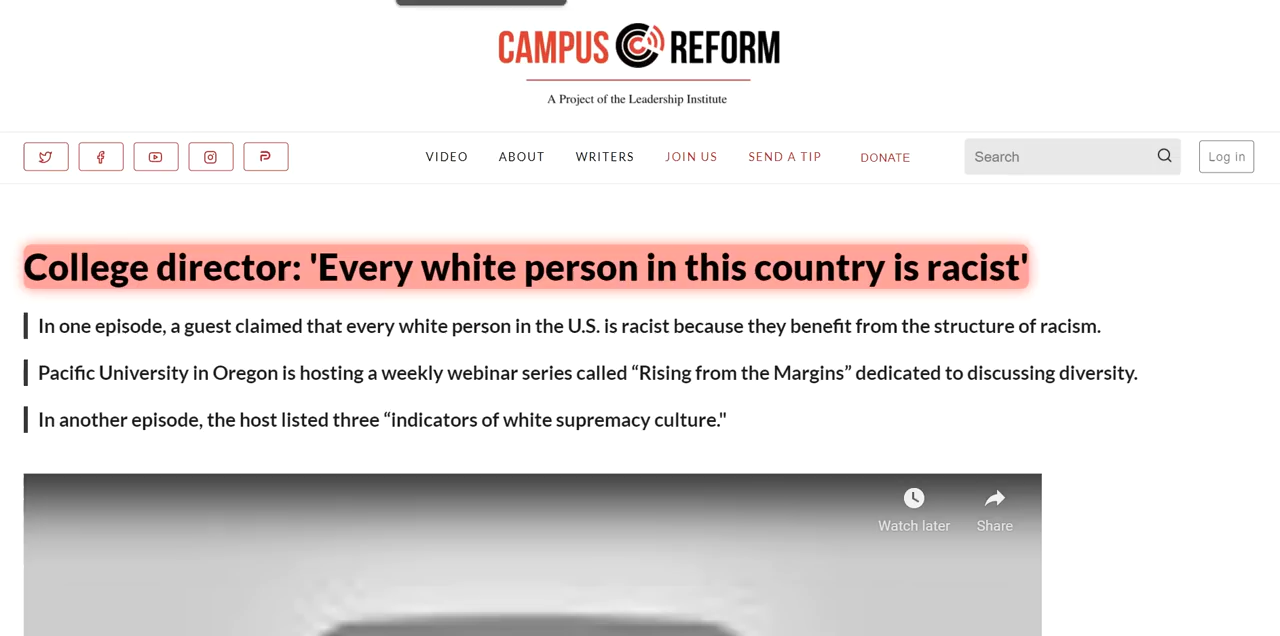 CAMPUS REFORM
A Project of the Leadership Institute
VIDEO ABOUT WRITERS JOIN US SEND A TIP DONATE Search Log in
College director: 'Every white person in this country is racist'
In one episode, a guest claimed that every white person in the U.S. is racist because they benefit from the structure of racism.
Pacific University in Oregon is hosting a weekly webinar series called “Rising from the Margins” dedicated to discussing diversity.
In another episode, the host listed three “indicators of white supremacy culture."
Watch later Share